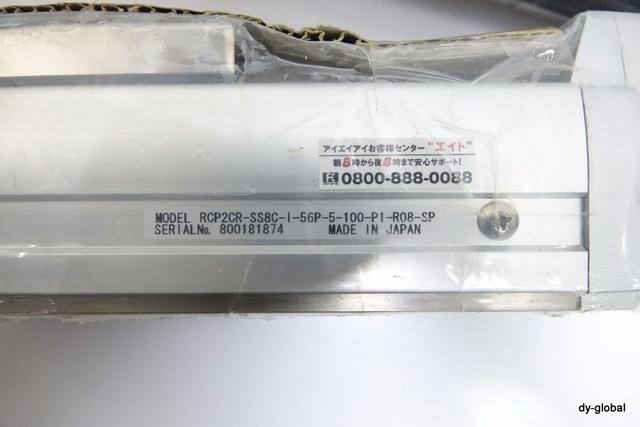 アイエイアイお客様センター "エイト"
朝8時から夜8時まで安心サポート!
0800-888-0088
MODEL RCP2CR-SS8C-I-56P-5-100-P1-R08-SP
SERIALNo. 800181874 MADE IN JAPAN
dy-global